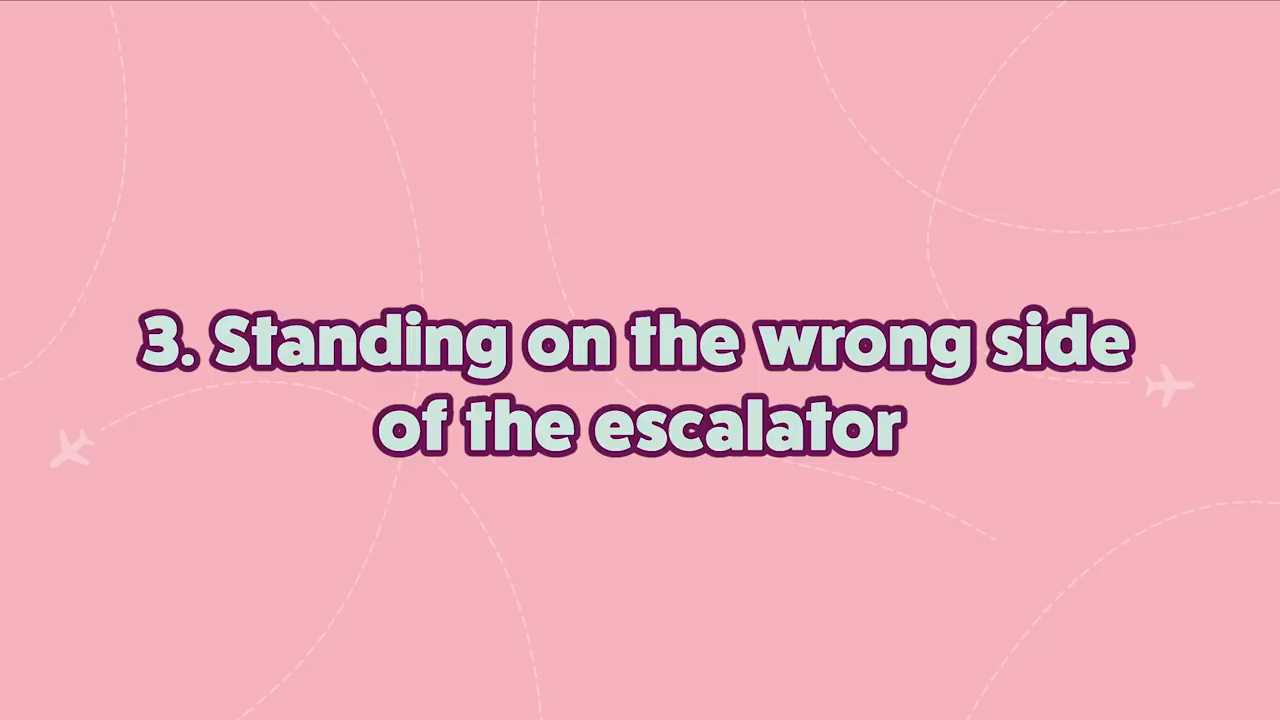 3. Standing on the wrong side
of the escalator